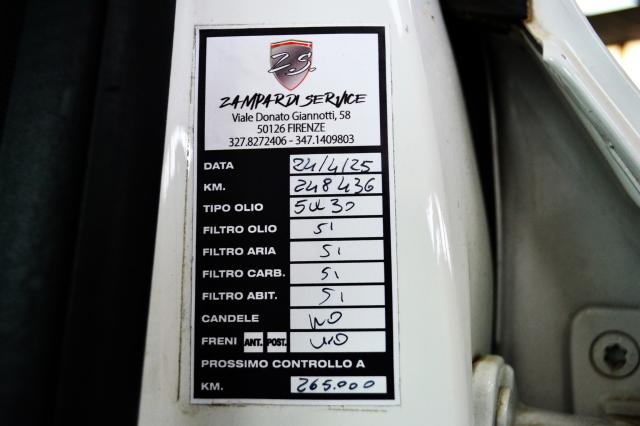 Z.S.
ZAMPARDI SERVICE
Viale Donato Giannotti, 58
50126 FIRENZE
327.8272406 - 347.1409803
DATA 24/4/25
KM. 248436
TIPO OLIO 5W30
FILTRO OLIO SI
FILTRO ARIA SI
FILTRO CARB. SI
FILTRO ABIT. SI
CANDELE NO
FRENI ANT. POST. NO
PROSSIMO CONTROLLO A
KM. 265.000